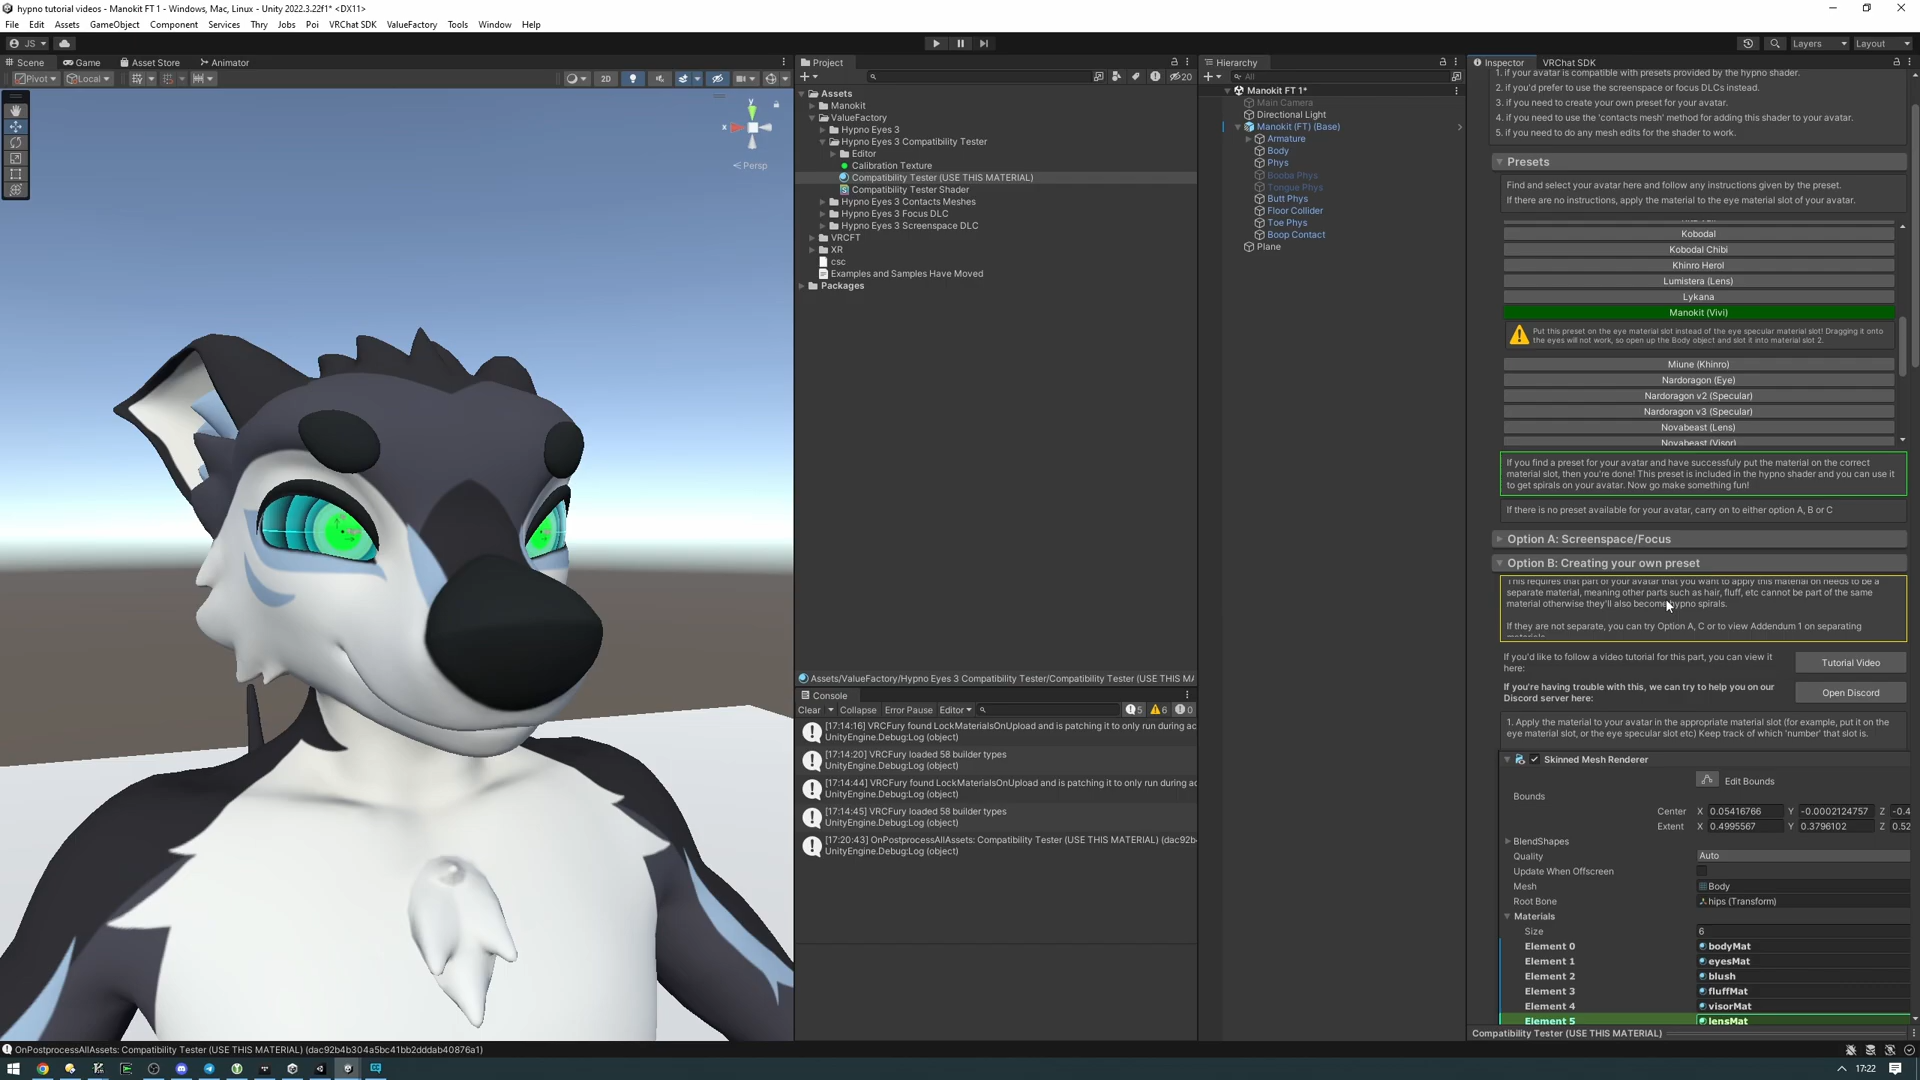 hypno tutorial videos - Manokit FT 1 - Windows, Mac, Linux - Unity 2022.3.22f1* <DX11>
File Edit Assets GameObject Component Services Thry Jobs Poi VRChat SDK ValueFactory Tools Window Help
JS
Layers Layout
Scene Game Asset Store Animator
Pivot Local 2D
y
x
Persp
Project
20
Assets
Manokit
ValueFactory
Hypno Eyes 3
Hypno Eyes 3 Compatibility Tester
Editor
Calibration Texture
Compatibility Tester (USE THIS MATERIAL)
Compatibility Tester Shader
Hypno Eyes 3 Contacts Meshes
Hypno Eyes 3 Focus DLC
Hypno Eyes 3 Screenspace DLC
VRCFT
XR
csc
Examples and Samples Have Moved
Packages
Assets/ValueFactory/Hypno Eyes 3 Compatibility Tester/Compatibility Tester (USE THIS MA
Console
Clear Collapse Error Pause Editor 5 6 0
[17:14:16] VRCFury found LockMaterialsOnUpload and is patching it to only run during ac
UnityEngine.Debug:Log (object)
[17:14:20] VRCFury loaded 58 builder types
UnityEngine.Debug:Log (object)
[17:14:44] VRCFury found LockMaterialsOnUpload and is patching it to only run during ac
UnityEngine.Debug:Log (object)
[17:14:45] VRCFury loaded 58 builder types
UnityEngine.Debug:Log (object)
[17:20:43] OnPostprocessAllAssets: Compatibility Tester (USE THIS MATERIAL) (dac92b
UnityEngine.Debug:Log (object)
Hierarchy
All
Manokit FT 1*
Main Camera
Directional Light
Manokit (FT) (Base)
Armature
Body
Phys
Booba Phys
Tongue Phys
Butt Phys
Floor Collider
Toe Phys
Boop Contact
Plane
Inspector VRChat SDK
1. if your avatar is compatible with presets provided by the hypno shader.
2. if you'd prefer to use the screenspace or focus DLCs instead.
3. if you need to create your own preset for your avatar.
4. if you need to use the 'contacts mesh' method for adding this shader to your avatar.
5. if you need to do any mesh edits for the shader to work.
Presets
Find and select your avatar here and follow any instructions given by the preset.
If there are no instructions, apply the material to the eye material slot of your avatar.
Kobodal
Kobodal Chibi
Khinro Herol
Lumistera (Lens)
Lykana
Manokit (Vivi)
Put this preset on the eye material slot instead of the eye specular material slot! Dragging it onto
the eyes will not work, so open up the Body object and slot it into material slot 2.
Miune (Khinro)
Nardoragon (Eye)
Nardoragon v2 (Specular)
Nardoragon v3 (Specular)
Novabeast (Lens)
Novabeast (Visor)
If you find a preset for your avatar and have successfuly put the material on the correct
material slot, then you're done! This preset is included in the hypno shader and you can use it
to get spirals on your avatar. Now go make something fun!
If there is no preset available for your avatar, carry on to either option A, B or C
Option A: Screenspace/Focus
Option B: Creating your own preset
This requires that part of your avatar that you want to apply this material on needs to be a
separate material, meaning other parts such as hair, fluff, etc cannot be part of the same
material otherwise they'll also become hypno spirals.
If they are not separate, you can try Option A, C or to view Addendum 1 on separating
If you'd like to follow a video tutorial for this part, you can view it
here:
Tutorial Video
If you're having trouble with this, we can try to help you on our
Discord server here:
Open Discord
1. Apply the material to your avatar in the appropriate material slot (for example, put it on the
eye material slot, or the eye specular slot etc) Keep track of which 'number' that slot is.
Skinned Mesh Renderer
Edit Bounds
Bounds
Center X 0.05416766 Y -0.0002124757 Z -0.4
Extent X 0.4995567 Y 0.3796102 Z 0.52
BlendShapes
Quality Auto
Update When Offscreen
Mesh Body
Root Bone hips (Transform)
Materials
Size 6
Element 0 bodyMat
Element 1 eyesMat
Element 2 blush
Element 3 fluffMat
Element 4 visorMat
Element 5 lensMat
Compatibility Tester (USE THIS MATERIAL)
OnPostprocessAllAssets: Compatibility Tester (USE THIS MATERIAL) (dac92b4b304a5bc41bb2dddab40876a1)
17:22